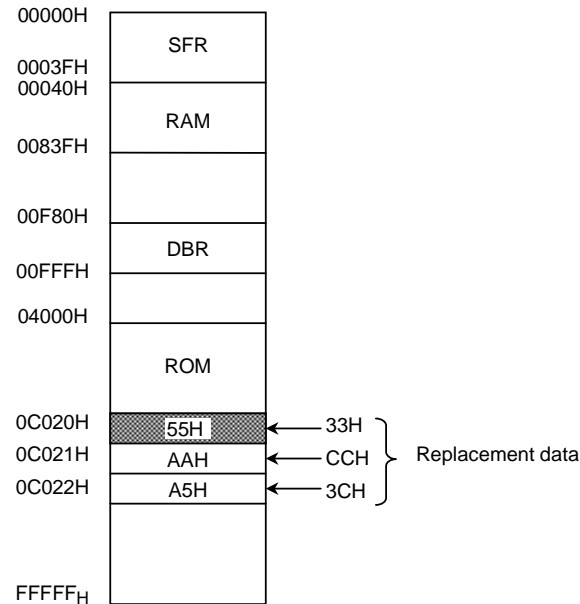 00000H
SFR
0003FH
00040H
RAM
0083FH
00F80H
DBR
00FFFH
04000H
ROM
0C020H 55H 33H
0C021H AAH CCH Replacement data
0C022H A5H 3CH
FFFFFH